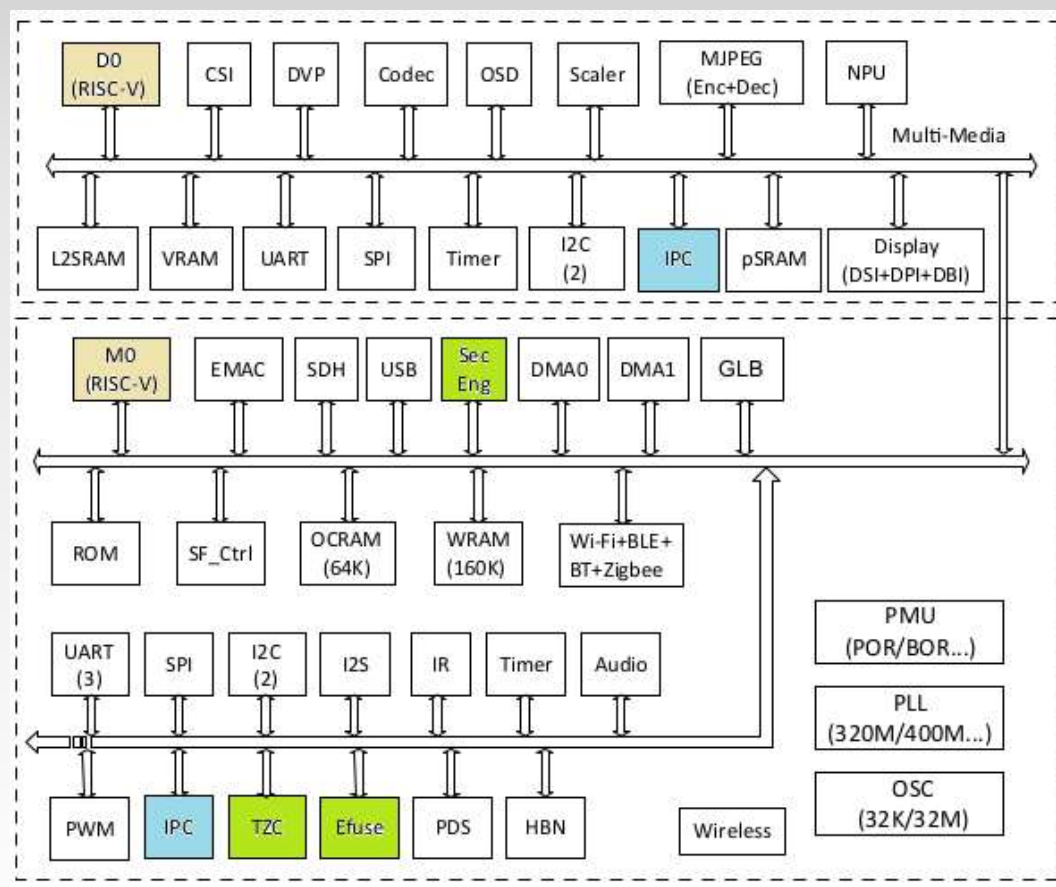 D0
(RISC-V)
CSI
DVP
Codec
OSD
Scaler
MJPEG
(Enc+Dec)
NPU
Multi-Media
L2SRAM
VRAM
UART
SPI
Timer
I2C
(2)
IPC
pSRAM
Display
(DSI+DPI+DBI)
M0
(RISC-V)
EMAC
SDH
USB
Sec
Eng
DMA0
DMA1
GLB
ROM
SF_Ctrl
OCRAM
(64K)
WRAM
(160K)
Wi-Fi+BLE+
BT+Zigbee
UART
(3)
SPI
I2C
(2)
I2S
IR
Timer
Audio
PWM
IPC
TZC
Efuse
PDS
HBN
Wireless
PMU
(POR/BOR...)
PLL
(320M/400M...)
OSC
(32K/32M)